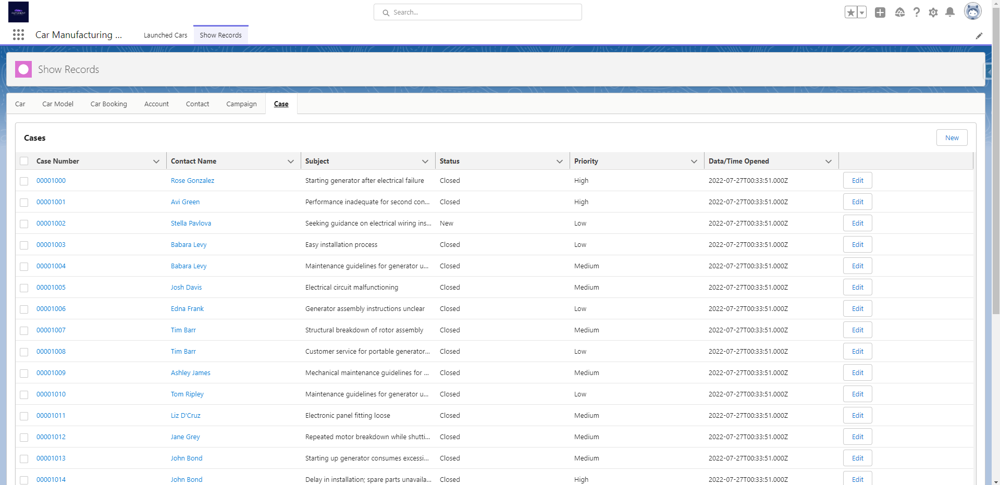 AUTORENT
Search...
Car Manufacturing ... Launched Cars Show Records
Show Records
Car Car Model Car Booking Account Contact Campaign Case
Cases New
Case Number Contact Name Subject Status Priority Data/Time Opened
00001000 Rose Gonzalez Starting generator after electrical failure Closed High 2022-07-27T00:33:51.000Z Edit
00001001 Avi Green Performance inadequate for second con... Closed High 2022-07-27T00:33:51.000Z Edit
00001002 Stella Pavlova Seeking guidance on electrical wiring ins... New Low 2022-07-27T00:33:51.000Z Edit
00001003 Babara Levy Easy installation process Closed Low 2022-07-27T00:33:51.000Z Edit
00001004 Babara Levy Maintenance guidelines for generator u... Closed Medium 2022-07-27T00:33:51.000Z Edit
00001005 Josh Davis Electrical circuit malfunctioning Closed Medium 2022-07-27T00:33:51.000Z Edit
00001006 Edna Frank Generator assembly instructions unclear Closed Low 2022-07-27T00:33:51.000Z Edit
00001007 Tim Barr Structural breakdown of rotor assembly Closed Medium 2022-07-27T00:33:51.000Z Edit
00001008 Tim Barr Customer service for portable generator... Closed Low 2022-07-27T00:33:51.000Z Edit
00001009 Ashley James Mechanical maintenance guidelines for ... Closed Medium 2022-07-27T00:33:51.000Z Edit
00001010 Tom Ripley Maintenance guidelines for generator u... Closed Low 2022-07-27T00:33:51.000Z Edit
00001011 Liz D'Cruz Electronic panel fitting loose Closed Medium 2022-07-27T00:33:51.000Z Edit
00001012 Jane Grey Repeated motor breakdown while shutti... Closed Medium 2022-07-27T00:33:51.000Z Edit
00001013 John Bond Starting up generator consumes excessi... Closed Medium 2022-07-27T00:33:51.000Z Edit
00001014 John Bond Delay in installation; spare parts unavaila... Closed High 2022-07-27T00:33:51.000Z Edit